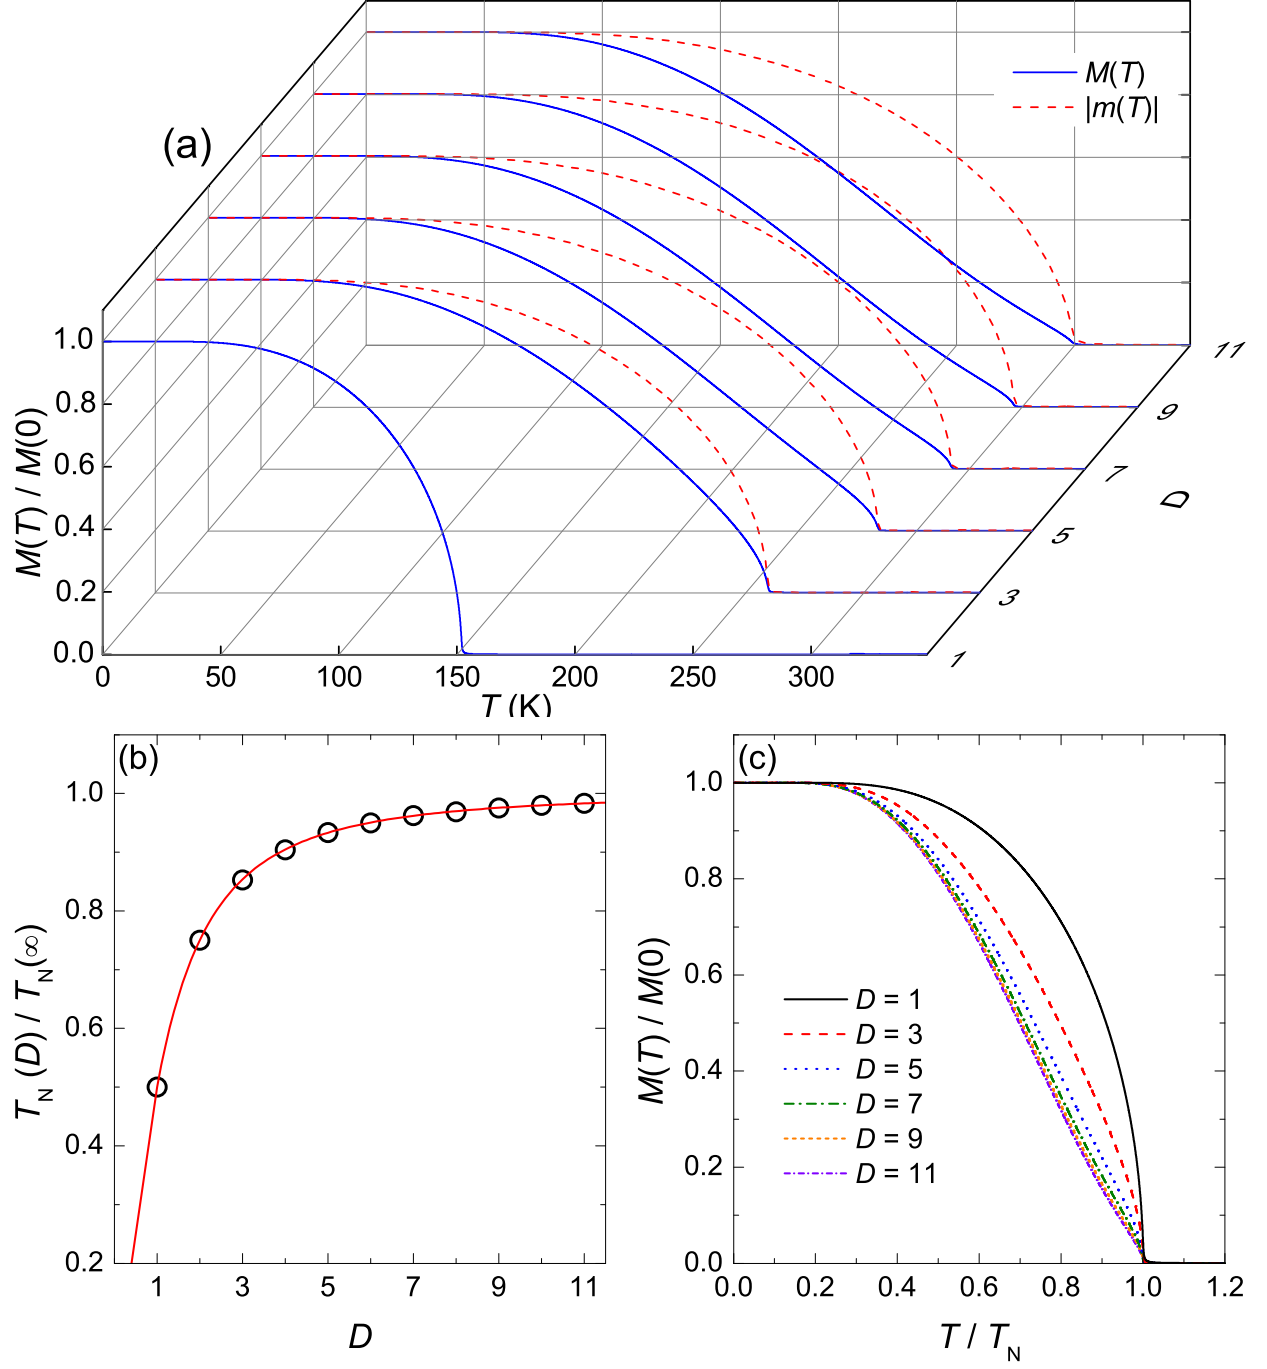 (a)
M(T)
|m(T)|
M(T) / M(0)
1.0
0.8
0.6
0.4
0.2
0.0
0 50 100 150 200 250 300
T (K)
11
9
7
5
3
1
D
(b)
T_N (D) / T_N(∞)
1.0
0.8
0.6
0.4
0.2
1 3 5 7 9 11
D
(c)
M(T) / M(0)
1.0
0.8
0.6
0.4
0.2
0.0
D = 1
D = 3
D = 5
D = 7
D = 9
D = 11
0.0 0.2 0.4 0.6 0.8 1.0 1.2
T / T_N